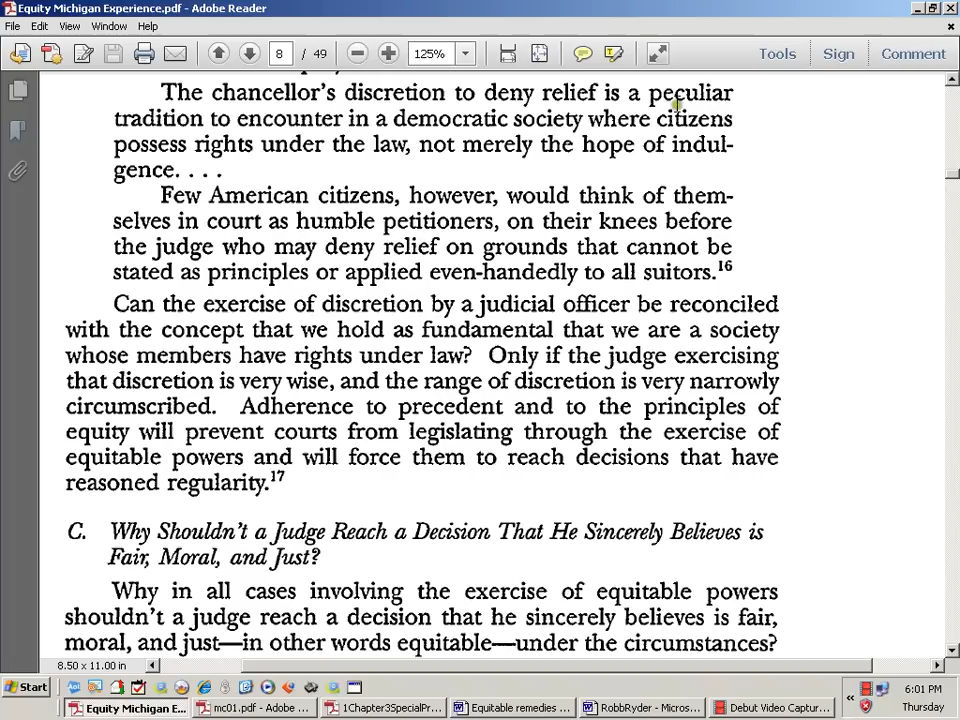 Equity Michigan Experience.pdf - Adobe Reader
File Edit View Window Help
8 / 49 125% Tools Sign Comment
The chancellor's discretion to deny relief is a peculiar
tradition to encounter in a democratic society where citizens
possess rights under the law, not merely the hope of indul-
gence. . . .
Few American citizens, however, would think of them-
selves in court as humble petitioners, on their knees before
the judge who may deny relief on grounds that cannot be
stated as principles or applied even-handedly to all suitors.16
Can the exercise of discretion by a judicial officer be reconciled
with the concept that we hold as fundamental that we are a society
whose members have rights under law? Only if the judge exercising
that discretion is very wise, and the range of discretion is very narrowly
circumscribed. Adherence to precedent and to the principles of
equity will prevent courts from legislating through the exercise of
equitable powers and will force them to reach decisions that have
reasoned regularity.17
C. Why Shouldn't a Judge Reach a Decision That He Sincerely Believes is
Fair, Moral, and Just?
Why in all cases involving the exercise of equitable powers
shouldn't a judge reach a decision that he sincerely believes is fair,
moral, and just—in other words equitable—under the circumstances?
8.50 x 11.00 in
Start 6:01 PM
Equity Michigan E... mc01.pdf - Adobe ... 1Chapter3SpecialPr... Equitable remedies ... RobbRyder - Micros... Debut Video Captur... Thursday